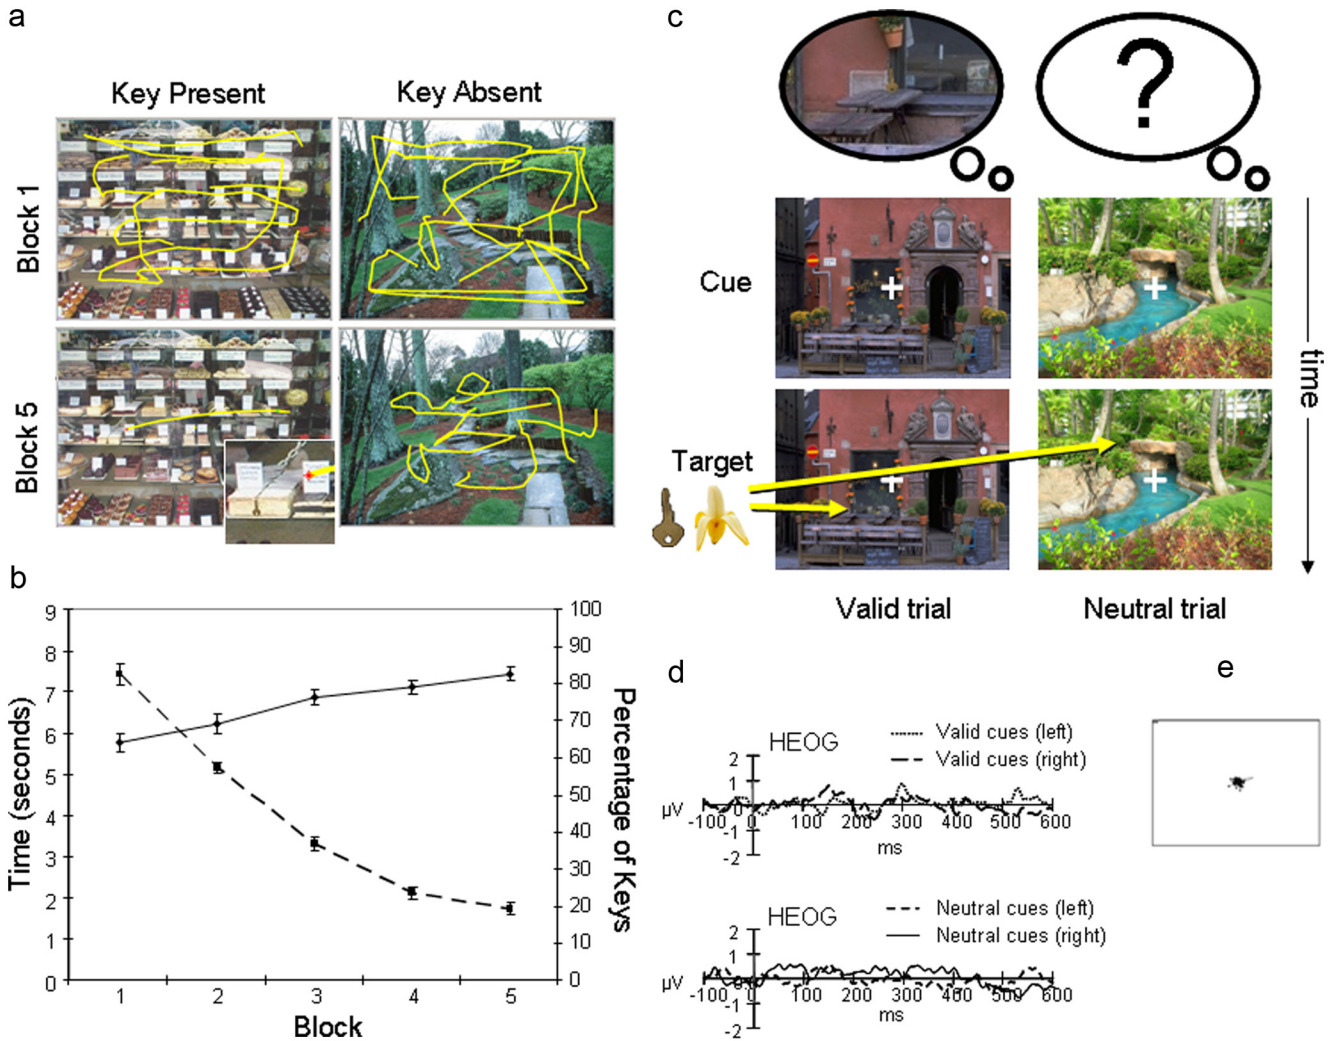 a
Key Present
Key Absent
Block 1
Block 5
b
9
8
7
6
5
4
3
2
1
0
Time (seconds)
100
90
80
70
60
50
40
30
20
10
0
Percentage of Keys
1 2 3 4 5
Block
c
?
Cue
Target
time
Valid trial
Neutral trial
d
HEOG
Valid cues (left)
Valid cues (right)
2
1
µV
-100 0 100 200 300 400 500 600
-1
-2
ms
HEOG
Neutral cues (left)
Neutral cues (right)
2
1
µV
-100 0 100 200 300 400 500 600
-1
-2
ms
e